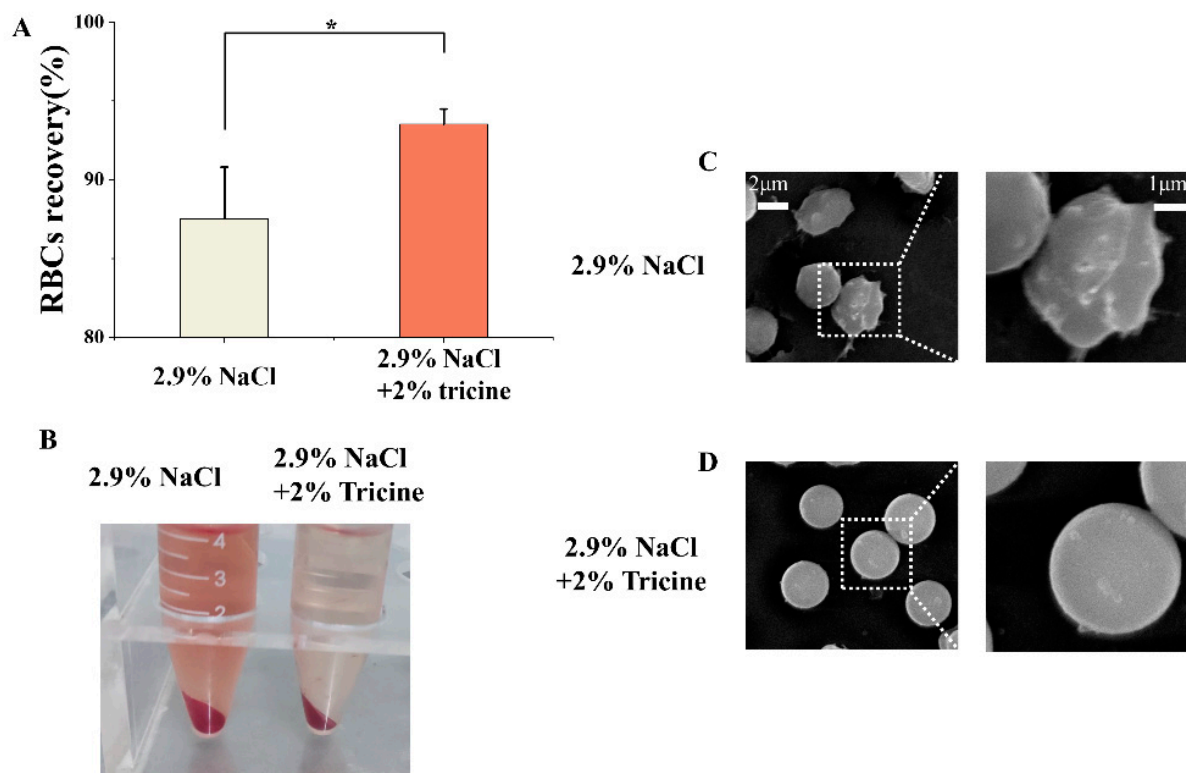 A
100
*
RBCs recovery(%)
90
80
2.9% NaCl
2.9% NaCl
+2% tricine
B
2.9% NaCl
2.9% NaCl
+2% Tricine
4
3
2
C
2μm
1μm
2.9% NaCl
D
2.9% NaCl
+2% Tricine